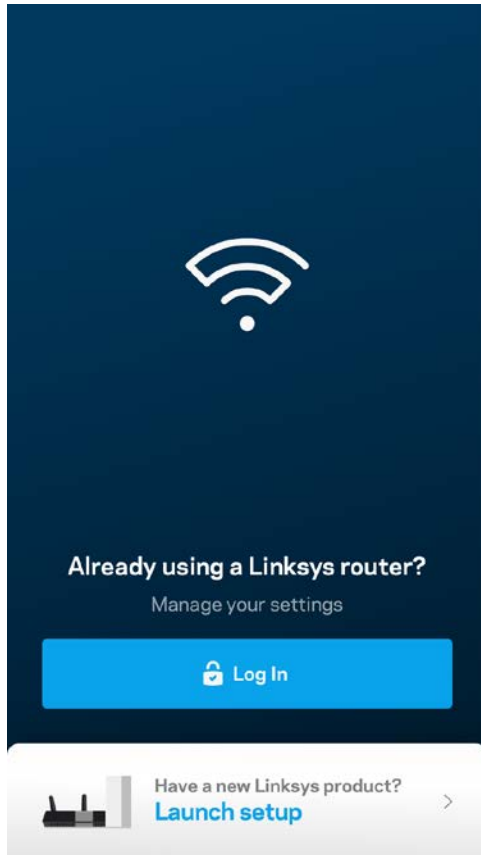 Already using a Linksys router?
Manage your settings
Log In
Have a new Linksys product?
Launch setup